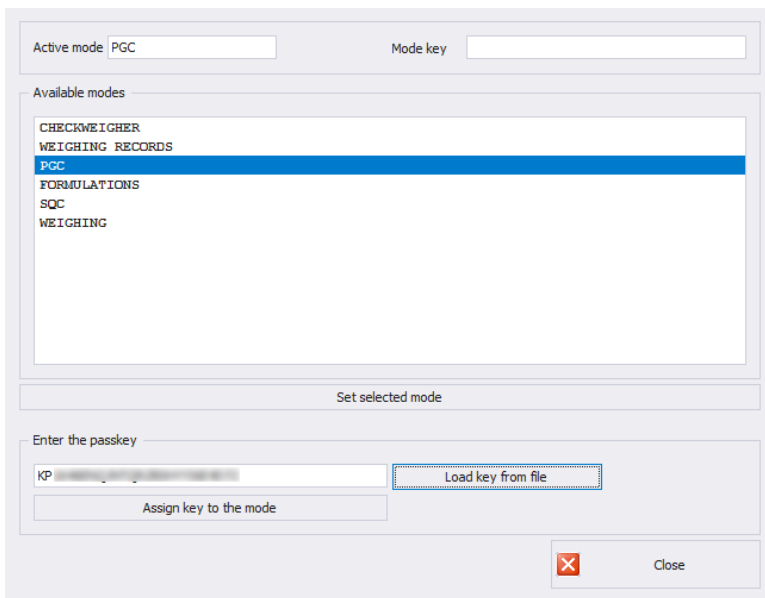 Active mode PGC Mode key
Available modes
CHECKWEIGHER
WEIGHING RECORDS
PGC
FORMULATIONS
SQC
WEIGHING
Set selected mode
Enter the passkey
KP
Load key from file
Assign key to the mode
Close